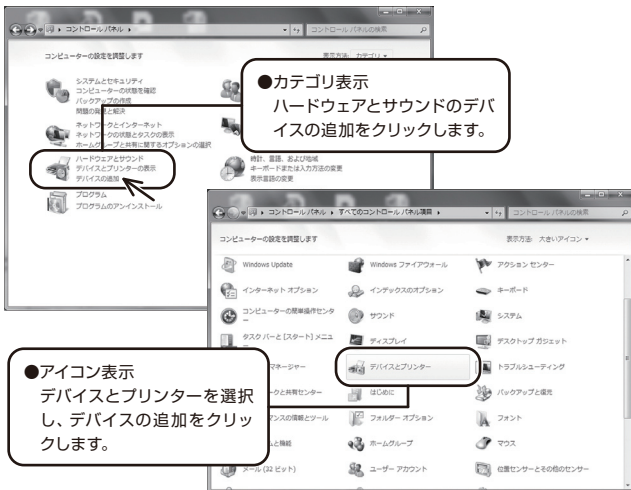 コントロール パネル
コントロール パネルの検索
コンピューターの設定を調整します
表示方法: カテゴリ
システムとセキュリティ
コンピューターの状態を確認
バックアップの作成
問題の発見と解決
ネットワークとインターネット
ネットワークの状態とタスクの表示
ホームグループと共有に関するオプションの選択
ハードウェアとサウンド
デバイスとプリンターの表示
デバイスの追加
プログラム
プログラムのアンインストール
時計、言語、および地域
キーボードまたは入力方法の変更
表示言語の変更
●カテゴリ表示
ハードウェアとサウンドのデバ
イスの追加をクリックします。
コントロール パネル すべてのコントロール パネル項目
コントロール パネルの検索
コンピューターの設定を調整します
表示方法: 大きいアイコン
Windows Update
Windows ファイアウォール
アクション センター
インターネット オプション
インデックスのオプション
キーボード
コンピューターの簡単操作センタ
ー
サウンド
システム
タスク バーと [スタート] メニュ
ー
ディスプレイ
デスクトップ ガジェット
マネージャー
デバイスとプリンター
トラブルシューティング
ークと共有センター
はじめに
バックアップと復元
マンスの情報とツール
フォルダー オプション
フォント
ムと機能
ホームグループ
マウス
メール (32 ビット)
ユーザー アカウント
位置センサーとその他のセンサー
●アイコン表示
デバイスとプリンターを選択
し、デバイスの追加をクリッ
クします。